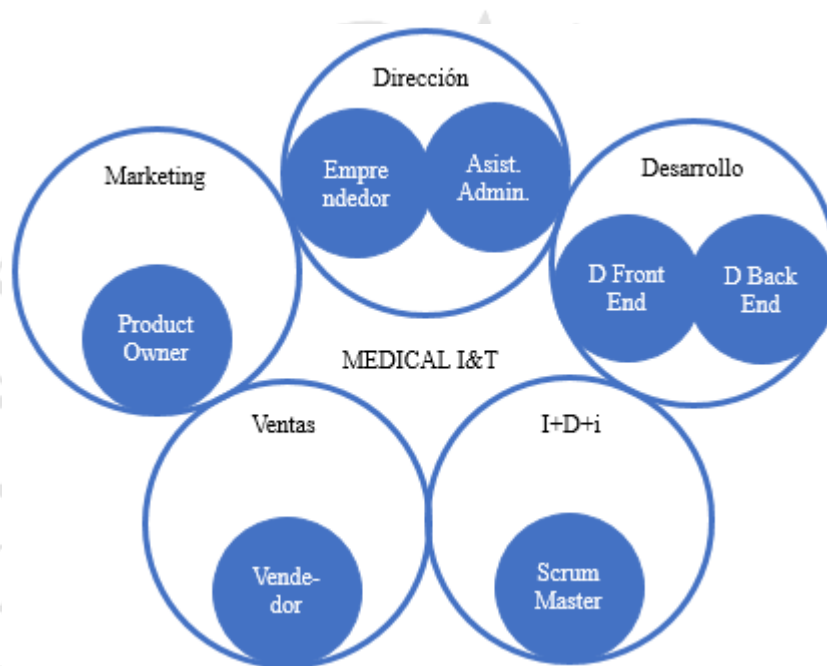 Dirección
Empre
ndedor
Asist.
Admin.
Marketing
Product
Owner
Desarrollo
D Front
End
D Back
End
MEDICAL I&T
Ventas
Vende-
dor
I+D+i
Scrum
Master